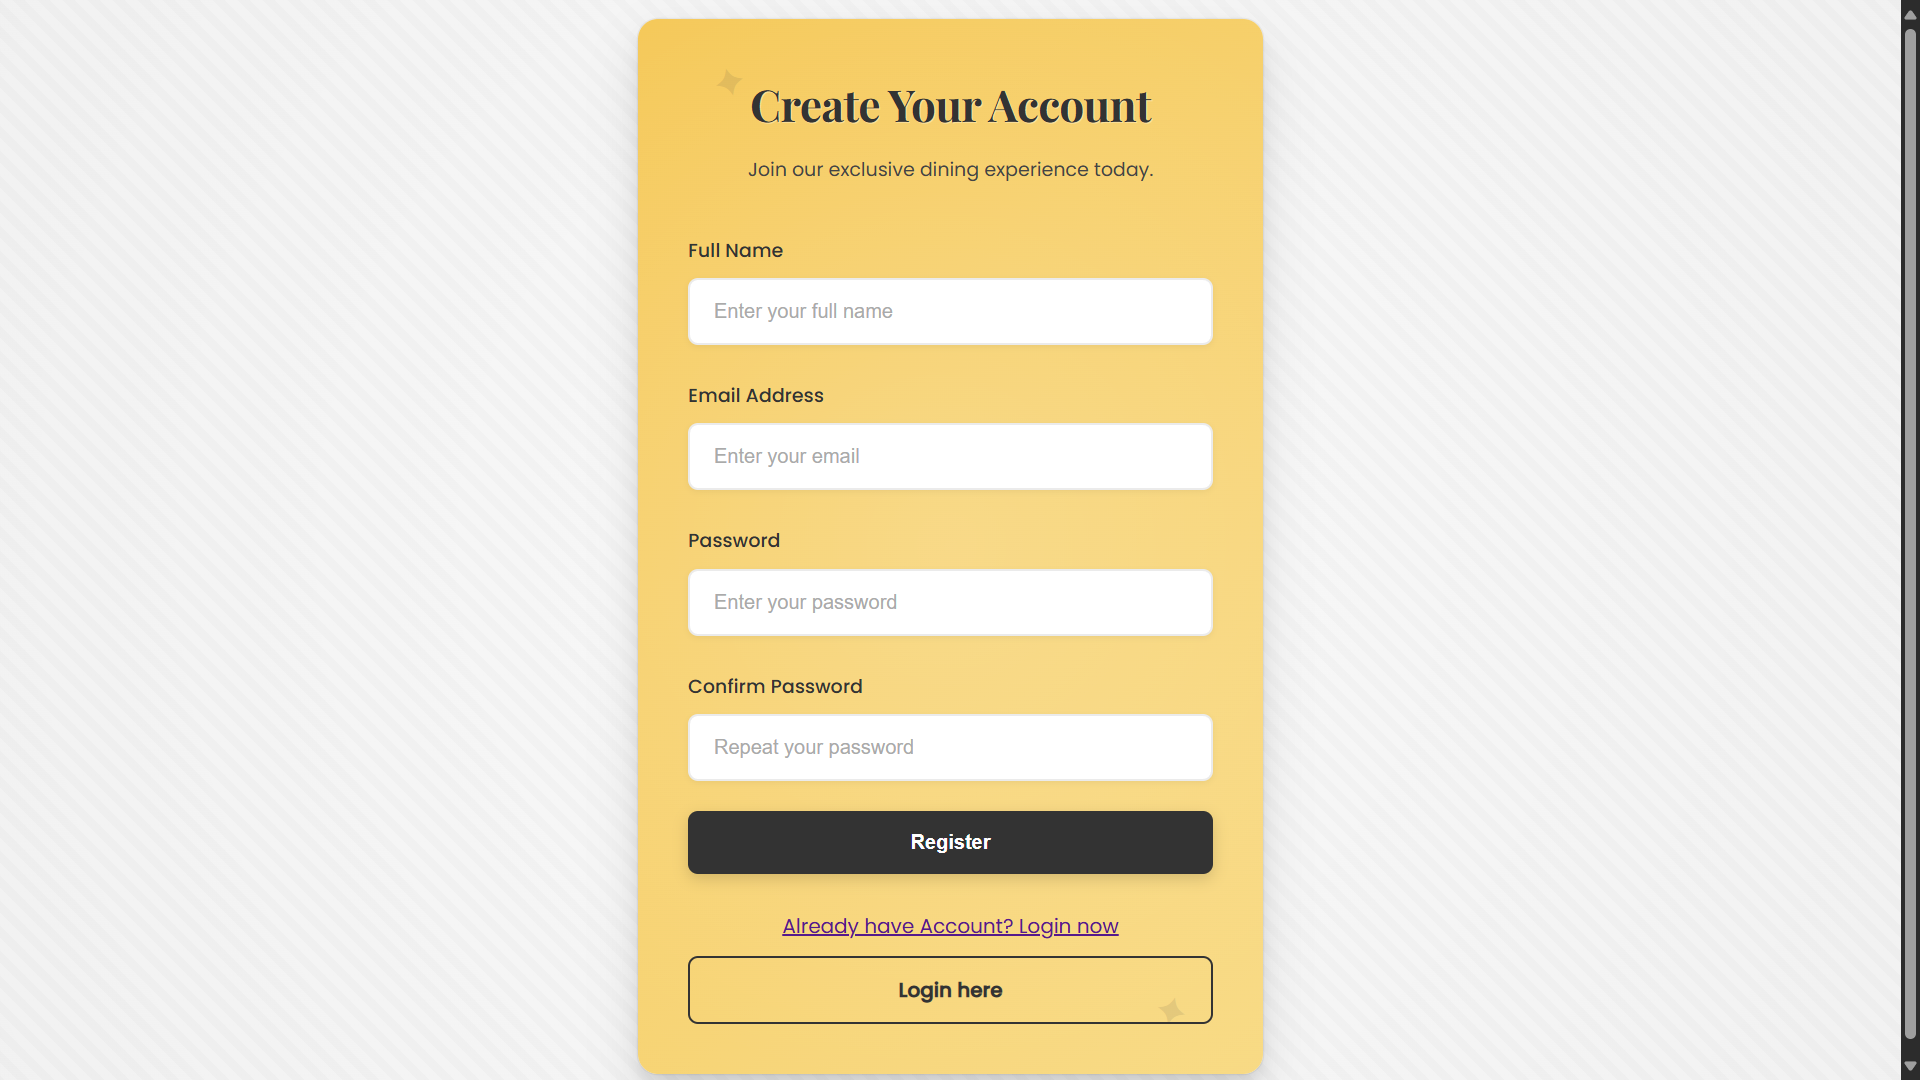 Create Your Account
Join our exclusive dining experience today.
Full Name
Enter your full name
Email Address
Enter your email
Password
Enter your password
Confirm Password
Repeat your password
Register
Already have Account? Login now
Login here